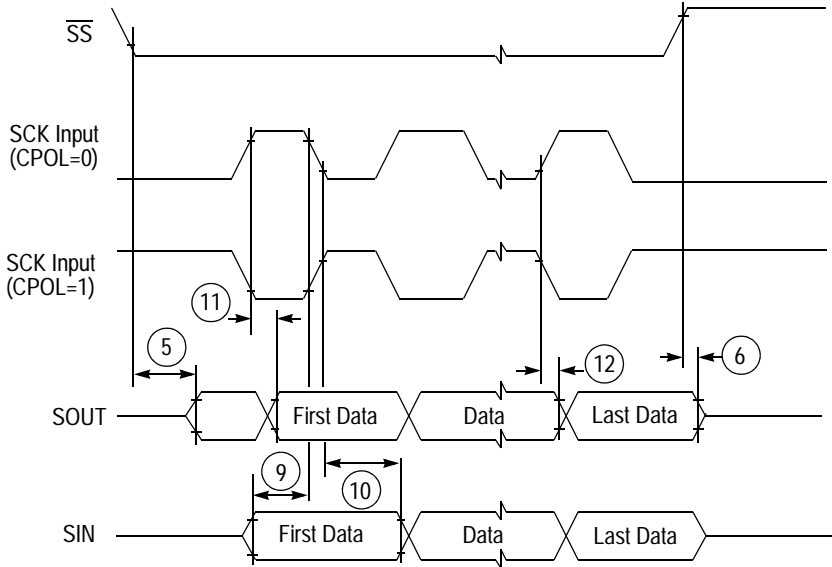 SS
SCK Input
(CPOL=0)
SCK Input
(CPOL=1)
11
5
12
6
SOUT
First Data
Data
Last Data
9
10
SIN
First Data
Data
Last Data